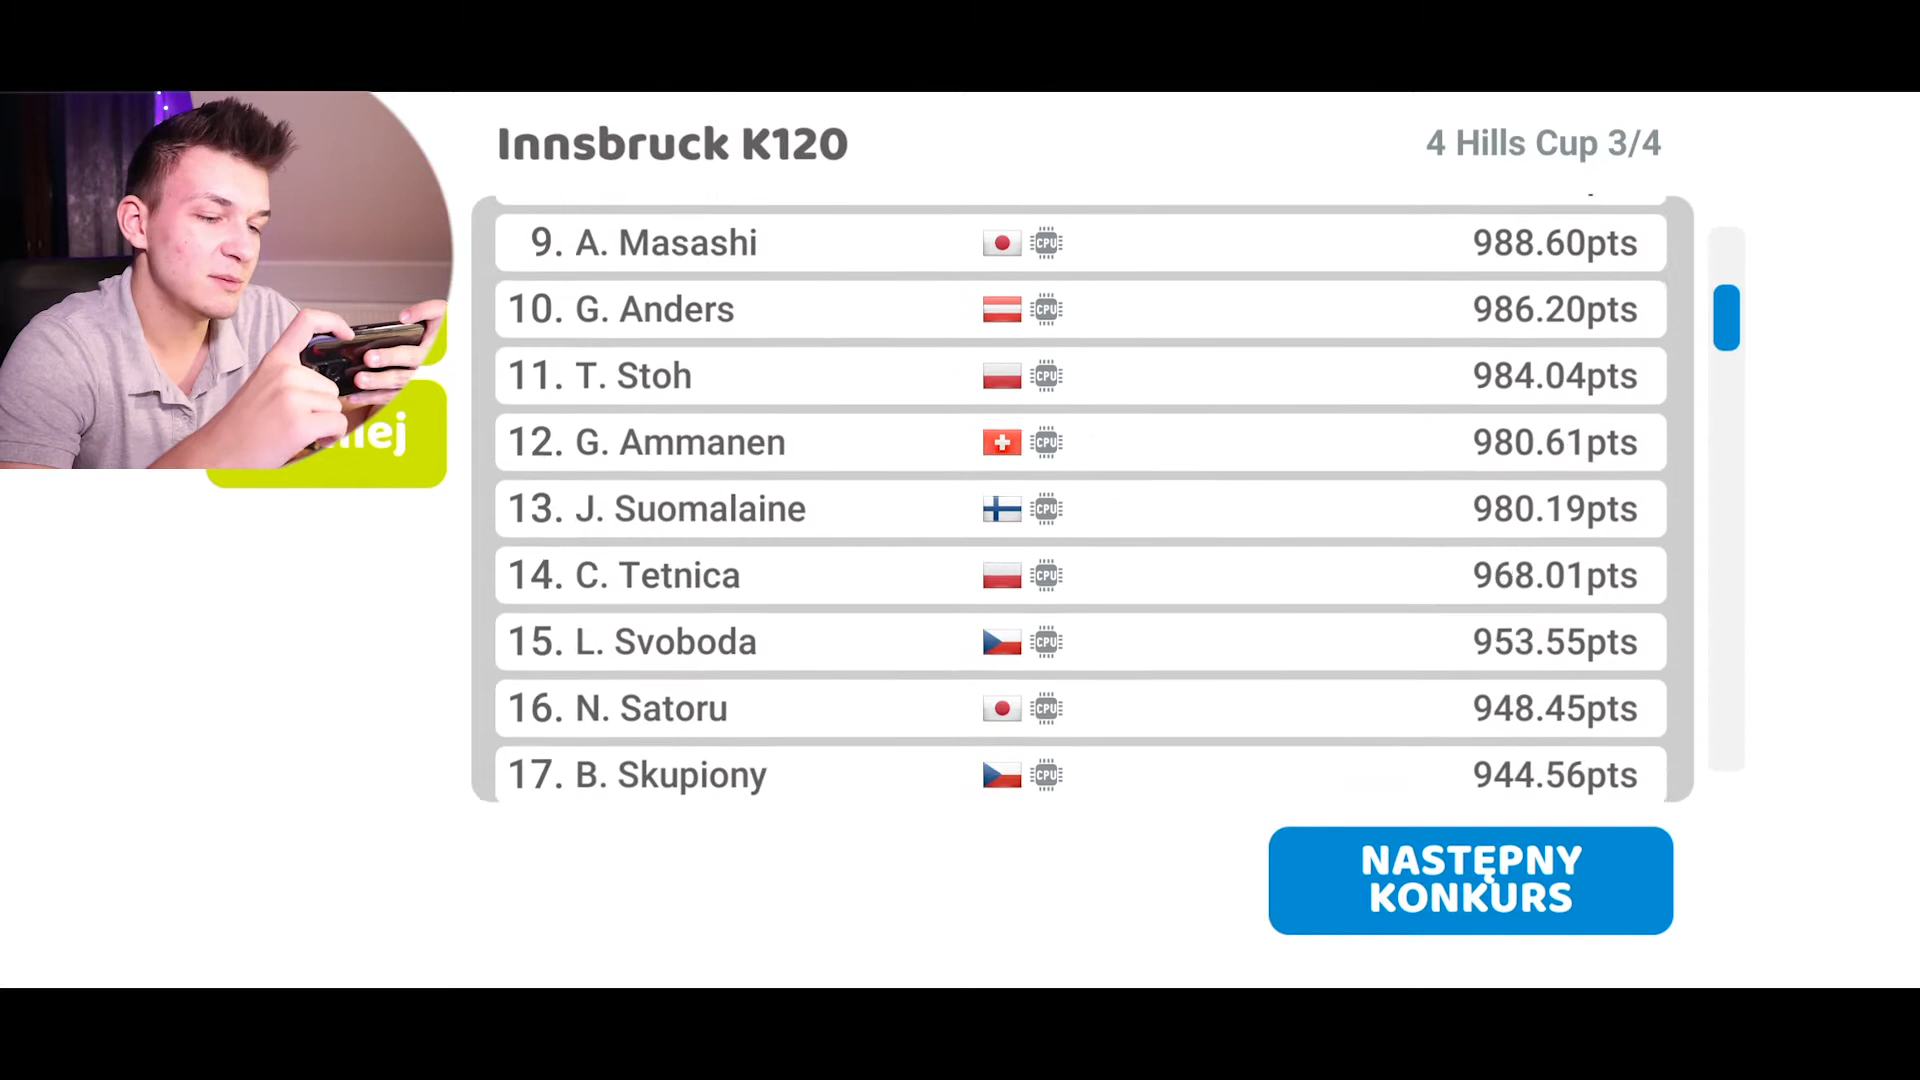 Innsbruck K120
4 Hills Cup 3/4
9. A. Masashi CPU 988.60pts
10. G. Anders CPU 986.20pts
11. T. Stoh CPU 984.04pts
12. G. Ammanen CPU 980.61pts
13. J. Suomalaine CPU 980.19pts
14. C. Tetnica CPU 968.01pts
15. L. Svoboda CPU 953.55pts
16. N. Satoru CPU 948.45pts
17. B. Skupiony CPU 944.56pts
NASTĘPNY
KONKURS